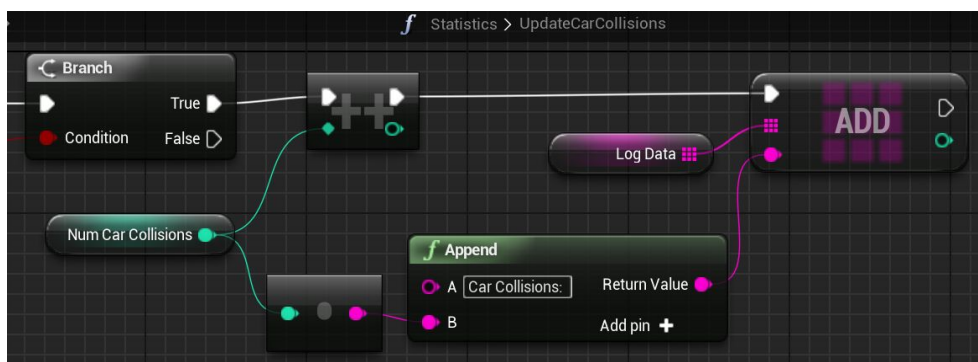 f Statistics > UpdateCarCollisions
Branch
True
Condition
False
++
ADD
Log Data
Num Car Collisions
f Append
A Car Collisions:
Return Value
B
Add pin +